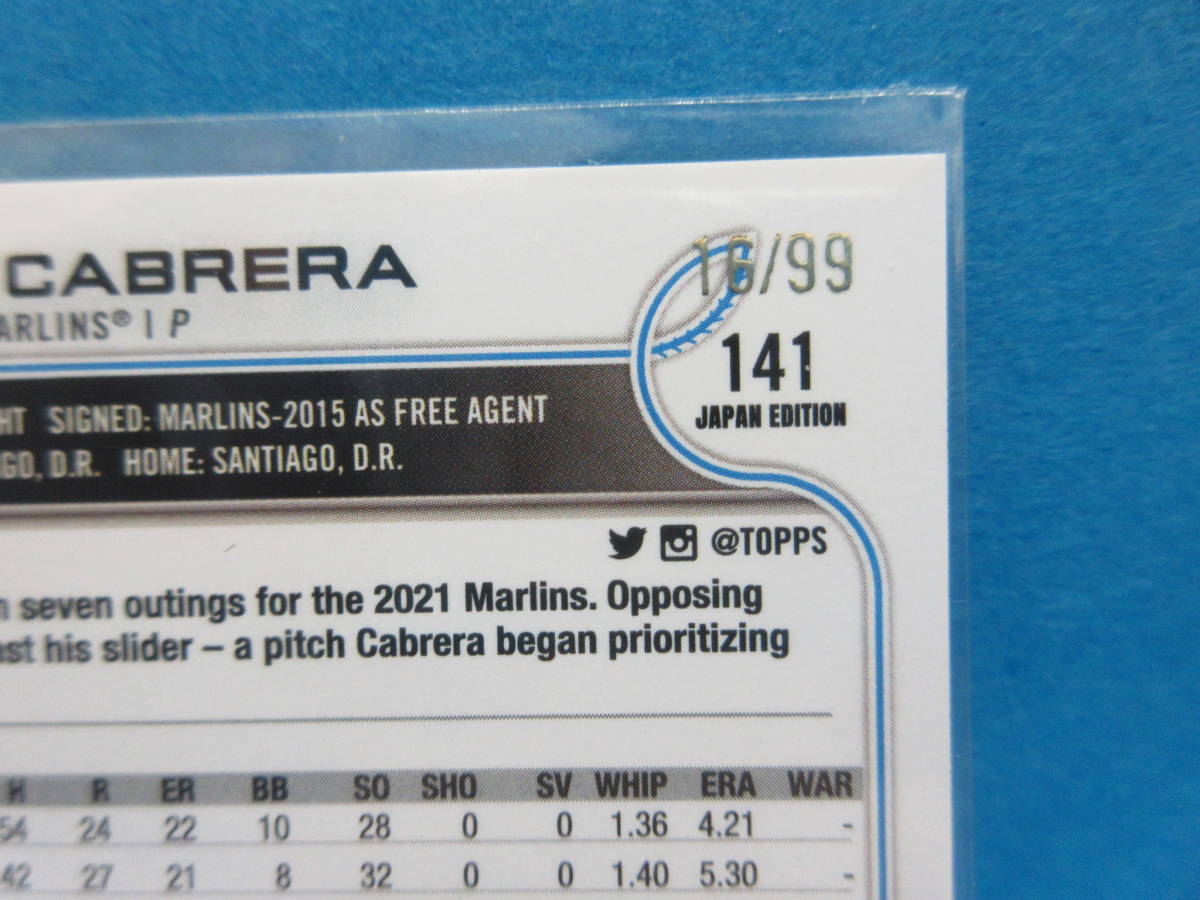 CABRERA
16/99
MARLINS® | P
141
JAPAN EDITION
SIGNED: MARLINS-2015 AS FREE AGENT
D.R. HOME: SANTIAGO, D.R.
@TOPPS
seven outings for the 2021 Marlins. Opposing
his slider – a pitch Cabrera began prioritizing
H R ER BB SO SHO SV WHIP ERA WAR
54 24 22 10 28 0 0 1.36 4.21 -
42 27 21 8 32 0 0 1.40 5.30 -